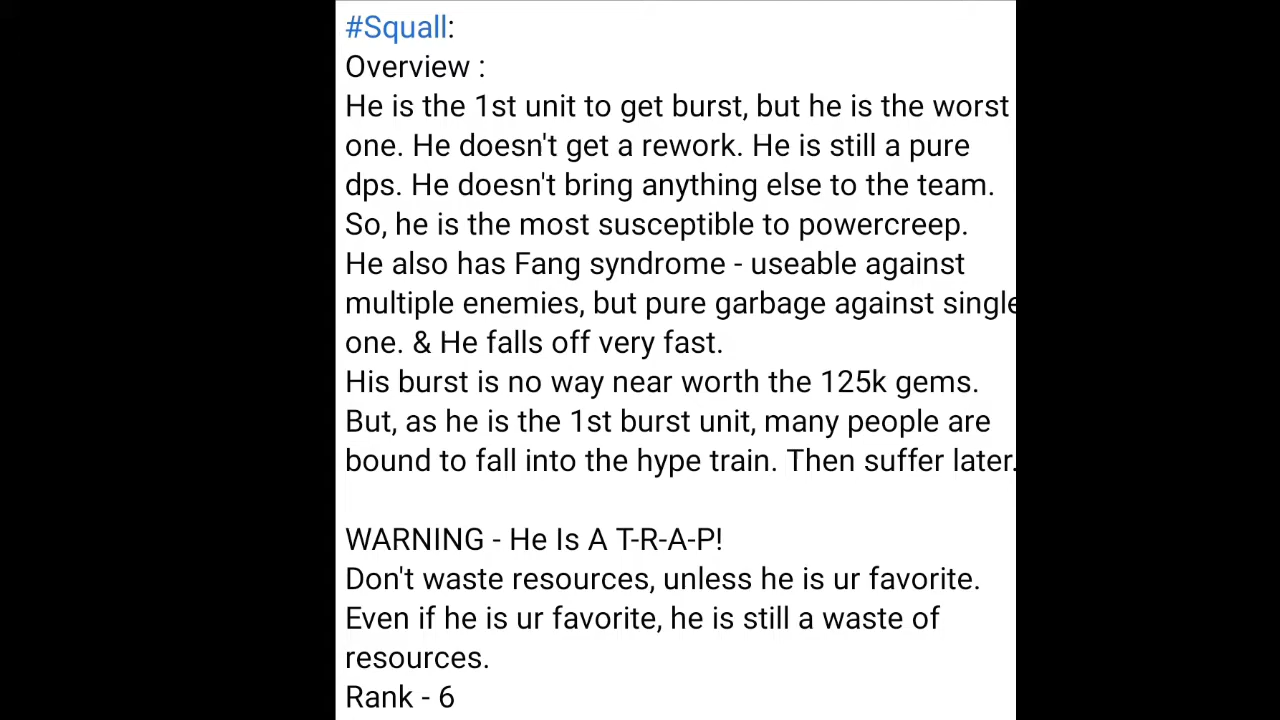 #Squall:
Overview :
He is the 1st unit to get burst, but he is the worst
one. He doesn't get a rework. He is still a pure
dps. He doesn't bring anything else to the team.
So, he is the most susceptible to powercreep.
He also has Fang syndrome - useable against
multiple enemies, but pure garbage against single
one. & He falls off very fast.
His burst is no way near worth the 125k gems.
But, as he is the 1st burst unit, many people are
bound to fall into the hype train. Then suffer later.
WARNING - He Is A T-R-A-P!
Don't waste resources, unless he is ur favorite.
Even if he is ur favorite, he is still a waste of
resources.
Rank - 6